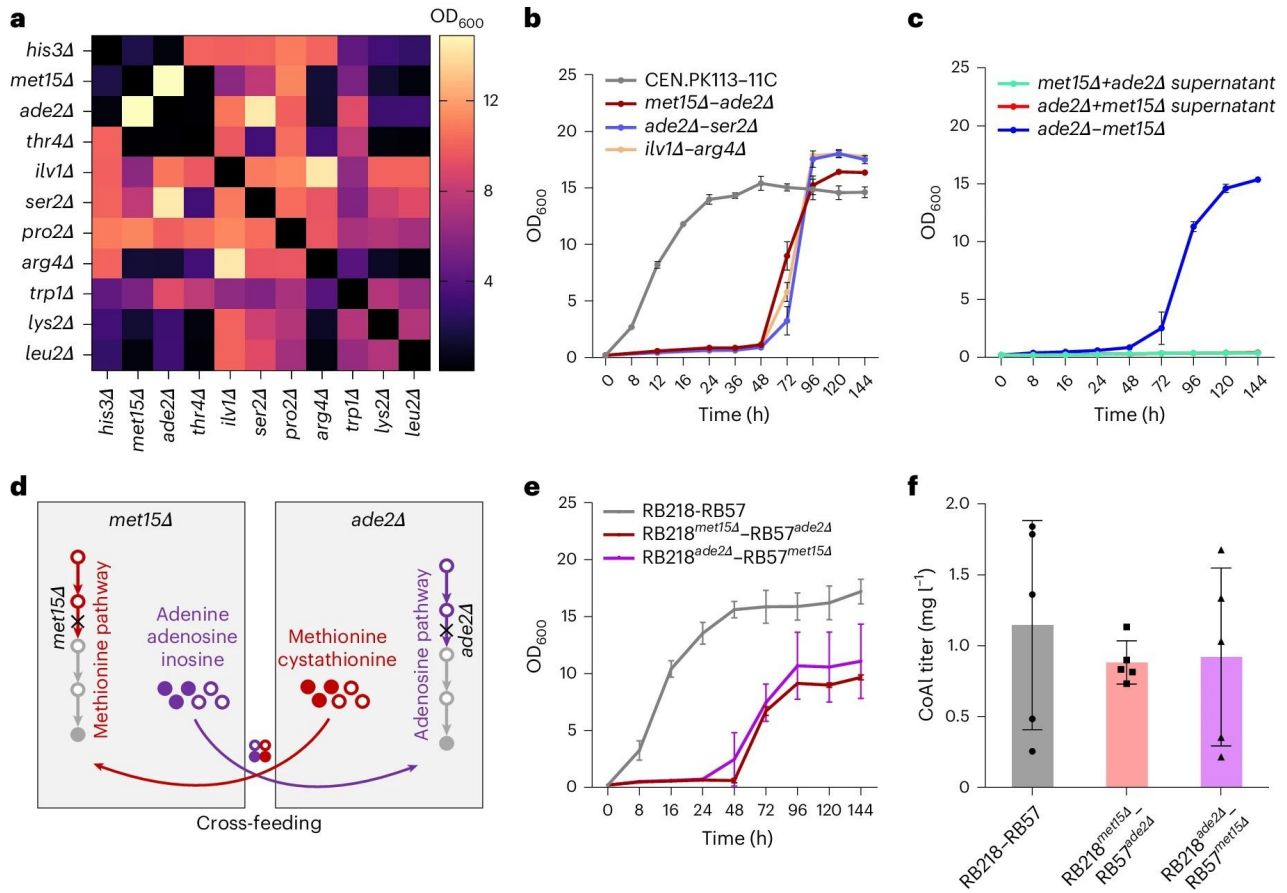 a
OD600
his3Δ
met15Δ
ade2Δ
thr4Δ
ilv1Δ
ser2Δ
pro2Δ
arg4Δ
trp1Δ
lys2Δ
leu2Δ
12
8
4
his3Δ met15Δ ade2Δ thr4Δ ilv1Δ ser2Δ pro2Δ arg4Δ trp1Δ lys2Δ leu2Δ
b
CEN.PK113–11C
met15Δ–ade2Δ
ade2Δ–ser2Δ
ilv1Δ–arg4Δ
OD600
25
20
15
10
5
0
0 8 12 16 24 36 48 72 96 120 144
Time (h)
c
met15Δ+ade2Δ supernatant
ade2Δ+met15Δ supernatant
ade2Δ–met15Δ
OD600
25
20
15
10
5
0
0 8 16 24 48 72 96 120 144
Time (h)
d
met15Δ
ade2Δ
met15Δ
Methionine pathway
Adenine
adenosine
inosine
Methionine
cystathionine
Adenosine pathway
ade2Δ
Cross-feeding
e
RB218-RB57
RB218met15Δ–RB57ade2Δ
RB218ade2Δ–RB57met15Δ
OD600
25
20
15
10
5
0
0 8 16 24 48 72 96 120 144
Time (h)
f
CoAl titer (mg l−1)
2.0
1.5
1.0
0.5
0
RB218–RB57
RB218met15Δ–
RB57ade2Δ
RB218ade2Δ–
RB57met15Δ